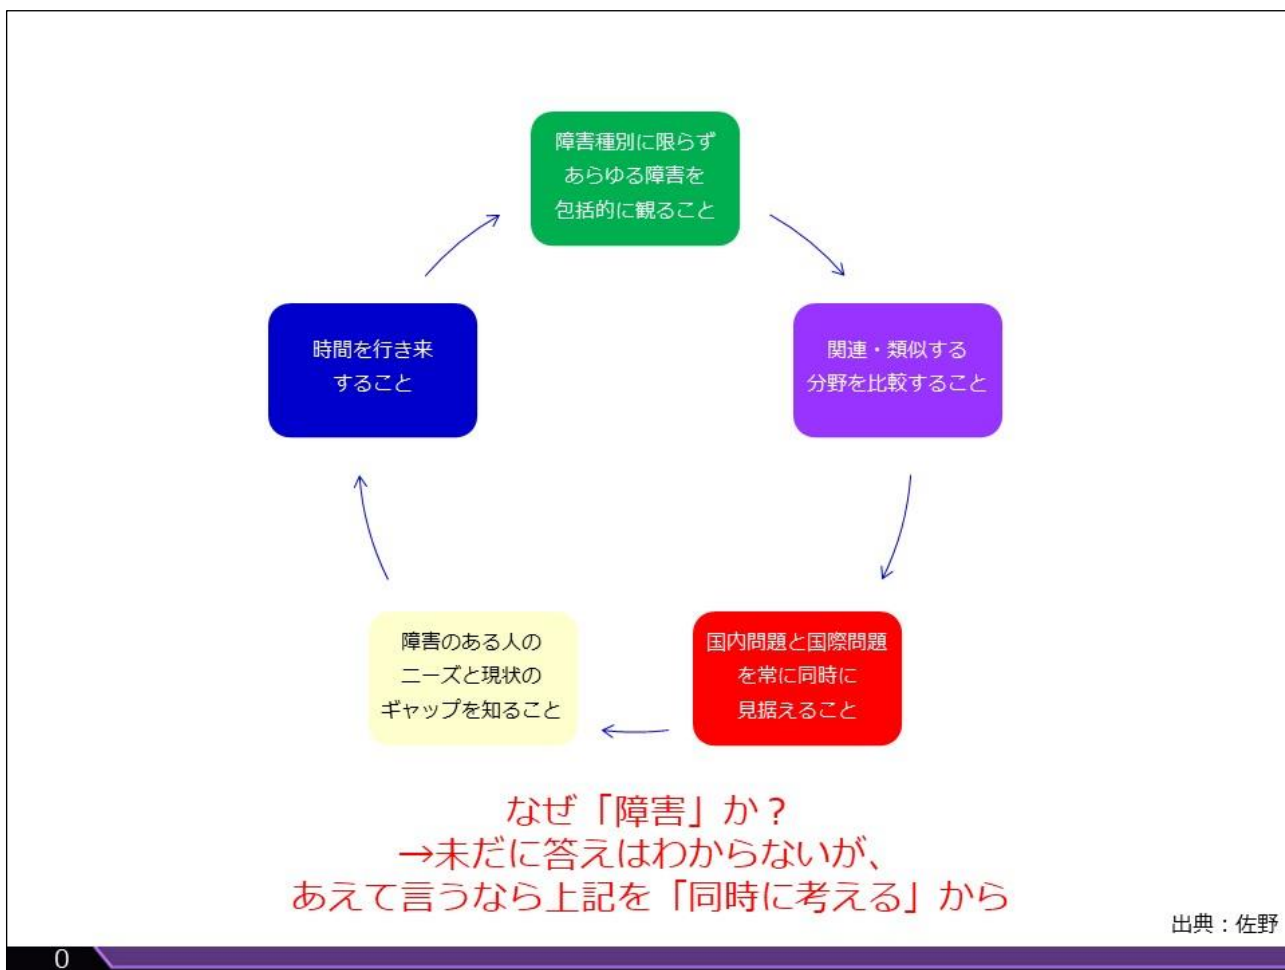 障害種別に限らず
あらゆる障害を
包括的に観ること
時間を行き来
すること
関連・類似する
分野を比較すること
障害のある人の
ニーズと現状の
ギャップを知ること
国内問題と国際問題
を常に同時に
見据えること
なぜ「障害」か？
→未だに答えはわからないが、
あえて言うなら上記を「同時に考える」から
出典：佐野
0